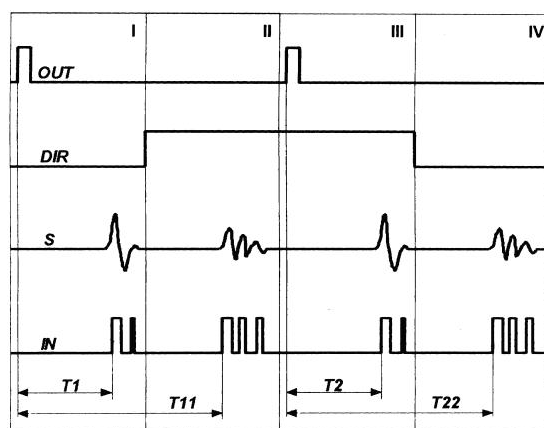 I II III IV
OUT
DIR
S
IN
T1 T2
T11 T22